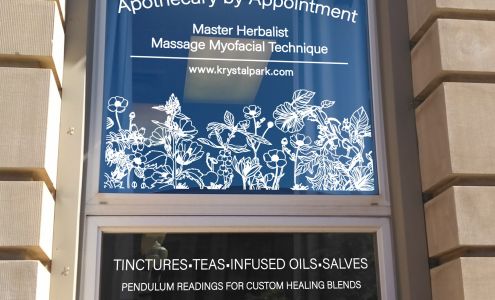 Apothecary by Appointment
Master Herbalist
Massage Myofacial Technique
www.krystalpark.com
TINCTURES•TEAS•INFUSED OILS•SALVES
PENDULUM READINGS FOR CUSTOM HEALING BLENDS